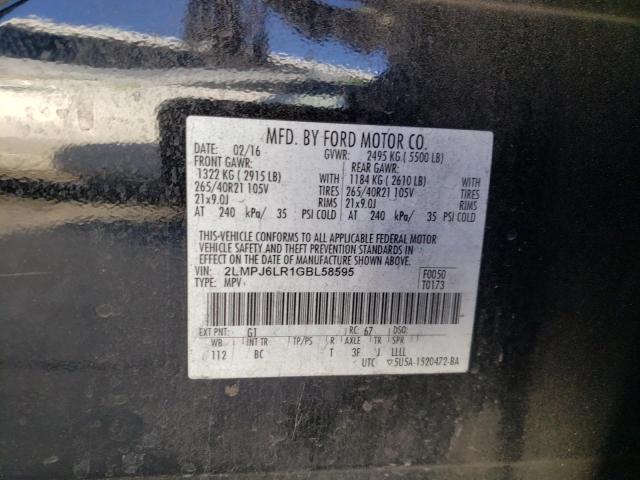 MFD. BY FORD MOTOR CO.
DATE: 02/16 GVWR: 2495 KG ( 5500 LB)
FRONT GAWR: REAR GAWR:
1322 KG ( 2915 LB) WITH 1184 KG ( 2610 LB) WITH
265/40R21 105V TIRES 265/40R21 105V TIRES
21x9.0J RIMS 21x9.0J RIMS
AT 240 kPa/ 35 PSI COLD AT 240 kPa/ 35 PSI COLD
THIS VEHICLE CONFORMS TO ALL APPLICABLE FEDERAL MOTOR
VEHICLE SAFETY AND THEFT PREVENTION STANDARDS IN
EFFECT ON THE DATE OF MANUFACTURE SHOWN ABOVE.
VIN: 2LMPJ6LR1GBL58595 F0050
TYPE: MPV T0173
EXT PNT: G1 RC: 67 DSO:
WB INT TR TP/PS R AXLE TR SPR
112 BC T 3F J LLLL
UTC ▽5U5A-1520472-BA